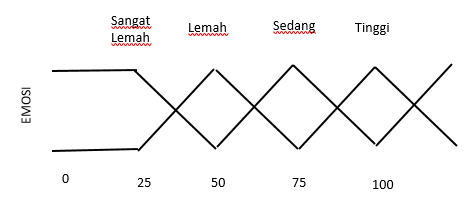 Sangat
Lemah
Lemah
Sedang
Tinggi
EMOSI
0
25
50
75
100